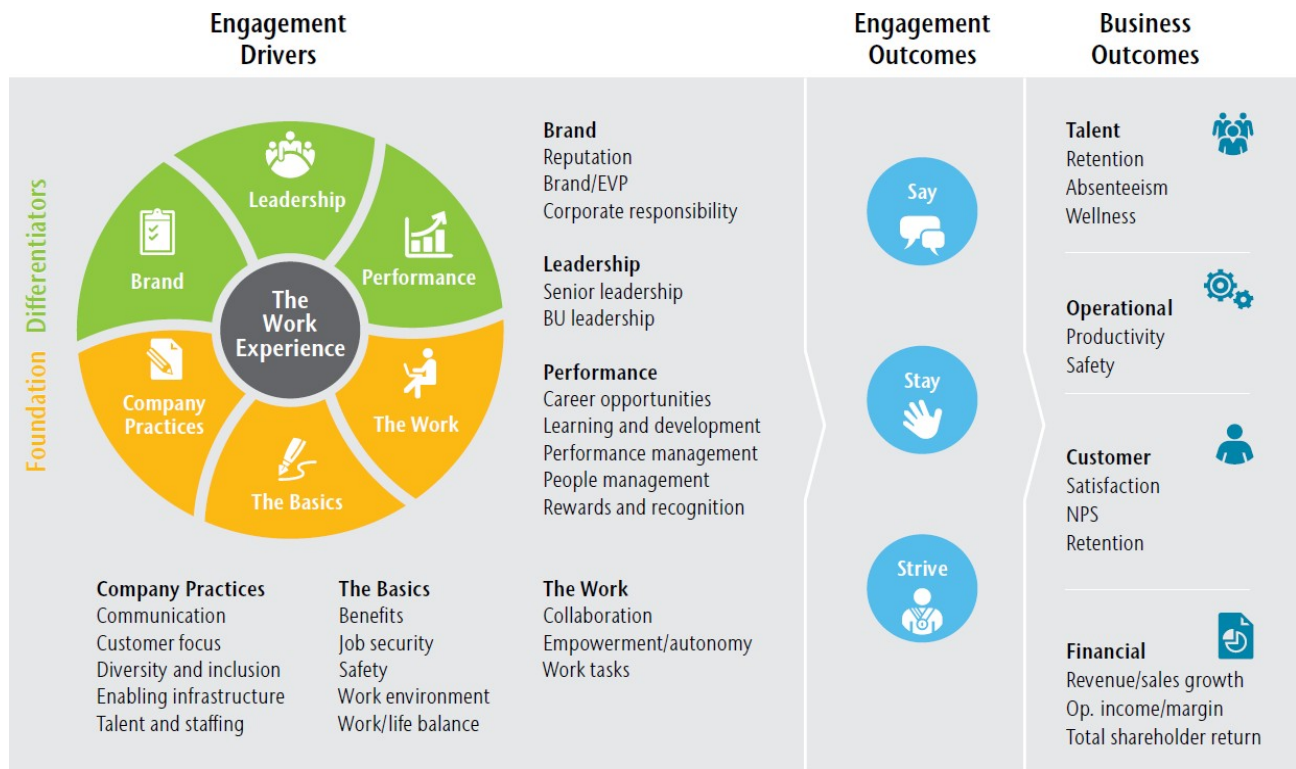 Engagement
Drivers
Engagement
Outcomes
Business
Outcomes
Differentiators
Foundation
Leadership
Brand
Performance
The
Work
Experience
Company
Practices
The Work
The Basics
Brand
Reputation
Brand/EVP
Corporate responsibility
Leadership
Senior leadership
BU leadership
Performance
Career opportunities
Learning and development
Performance management
People management
Rewards and recognition
Company Practices
Communication
Customer focus
Diversity and inclusion
Enabling infrastructure
Talent and staffing
The Basics
Benefits
Job security
Safety
Work environment
Work/life balance
The Work
Collaboration
Empowerment/autonomy
Work tasks
Say
Stay
Strive
Talent
Retention
Absenteeism
Wellness
Operational
Productivity
Safety
Customer
Satisfaction
NPS
Retention
Financial
Revenue/sales growth
Op. income/margin
Total shareholder return